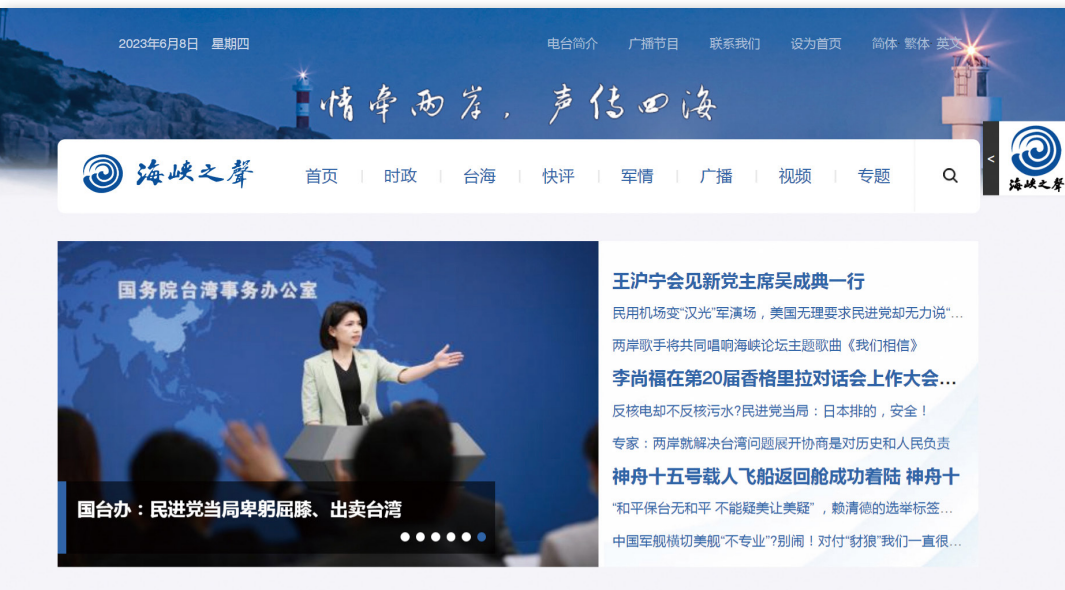 2023年6月8日 星期四
电台简介 广播节目 联系我们 设为首页 简体 繁体 英文
情牵两岸，声传四海
海峡之聲
首页 时政 台海 快评 军情 广播 视频 专题
<
海峡之聲
国务院台湾事务办公室
国台办：民进党当局卑躬屈膝、出卖台湾
王沪宁会见新党主席吴成典一行
民用机场变“汉光”军演场，美国无理要求民进党却无力说“…
两岸歌手将共同唱响海峡论坛主题歌曲《我们相信》
李尚福在第20届香格里拉对话会上作大会…
反核电却不反核污水?民进党当局：日本排的，安全！
专家：两岸就解决台湾问题展开协商是对历史和人民负责
神舟十五号载人飞船返回舱成功着陆 神舟十
“和平保台无和平 不能疑美让美疑”，赖清德的选举标签…
中国军舰横切美舰“不专业”?别闹！对付“豺狼”我们一直很…